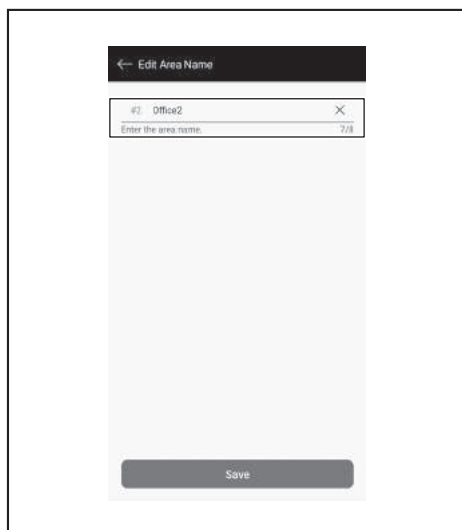 ← Edit Area Name
#2 Office2 ×
Enter the area name. 7/8
Save